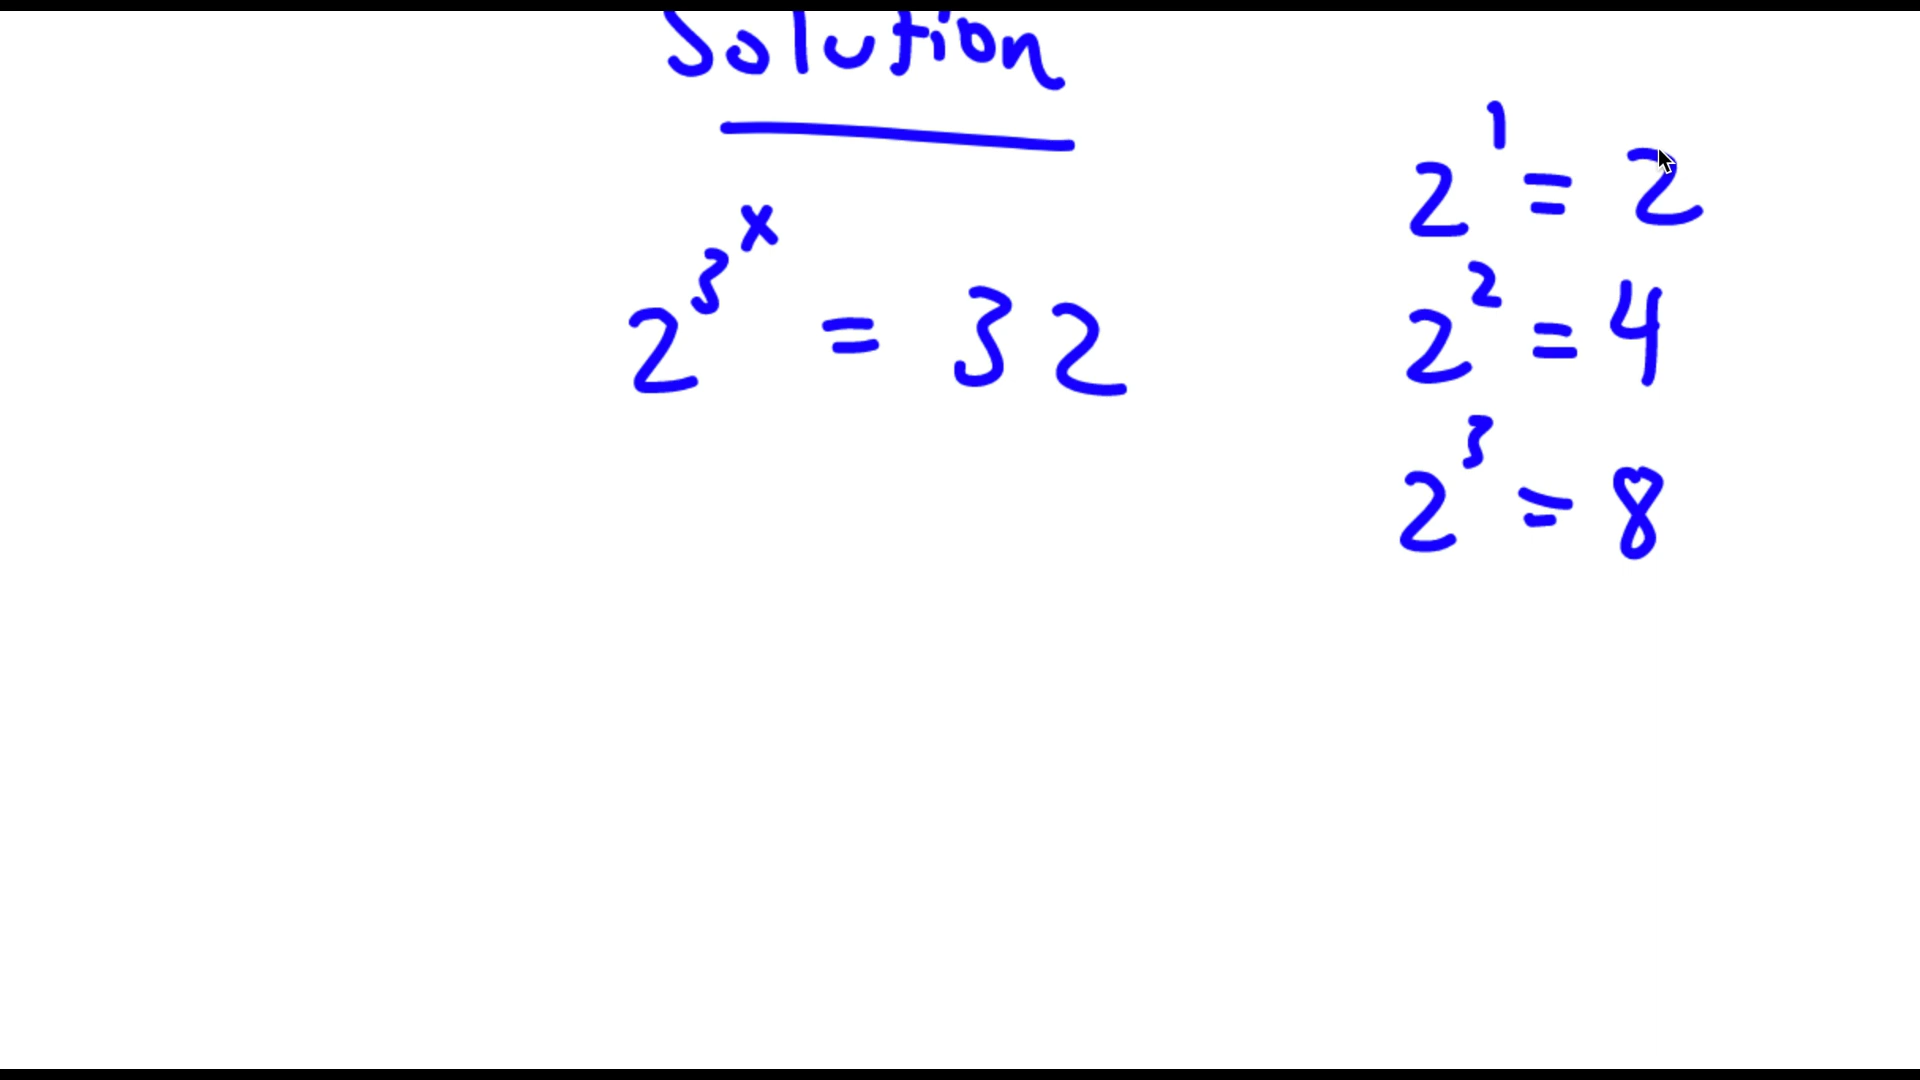 Solution
2^3^x = 32
2^1 = 2
2^2 = 4
2^3 = 8